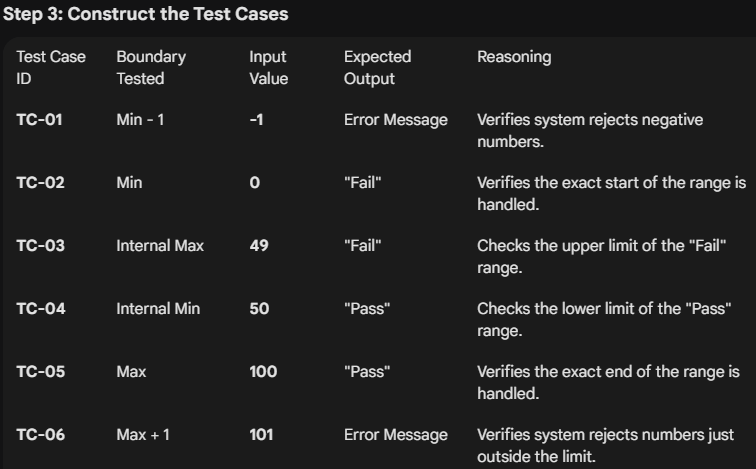 Step 3: Construct the Test Cases
Test Case ID Boundary Tested Input Value Expected Output Reasoning
TC-01 Min - 1 -1 Error Message Verifies system rejects negative numbers.
TC-02 Min 0 "Fail" Verifies the exact start of the range is handled.
TC-03 Internal Max 49 "Fail" Checks the upper limit of the "Fail" range.
TC-04 Internal Min 50 "Pass" Checks the lower limit of the "Pass" range.
TC-05 Max 100 "Pass" Verifies the exact end of the range is handled.
TC-06 Max + 1 101 Error Message Verifies system rejects numbers just outside the limit.